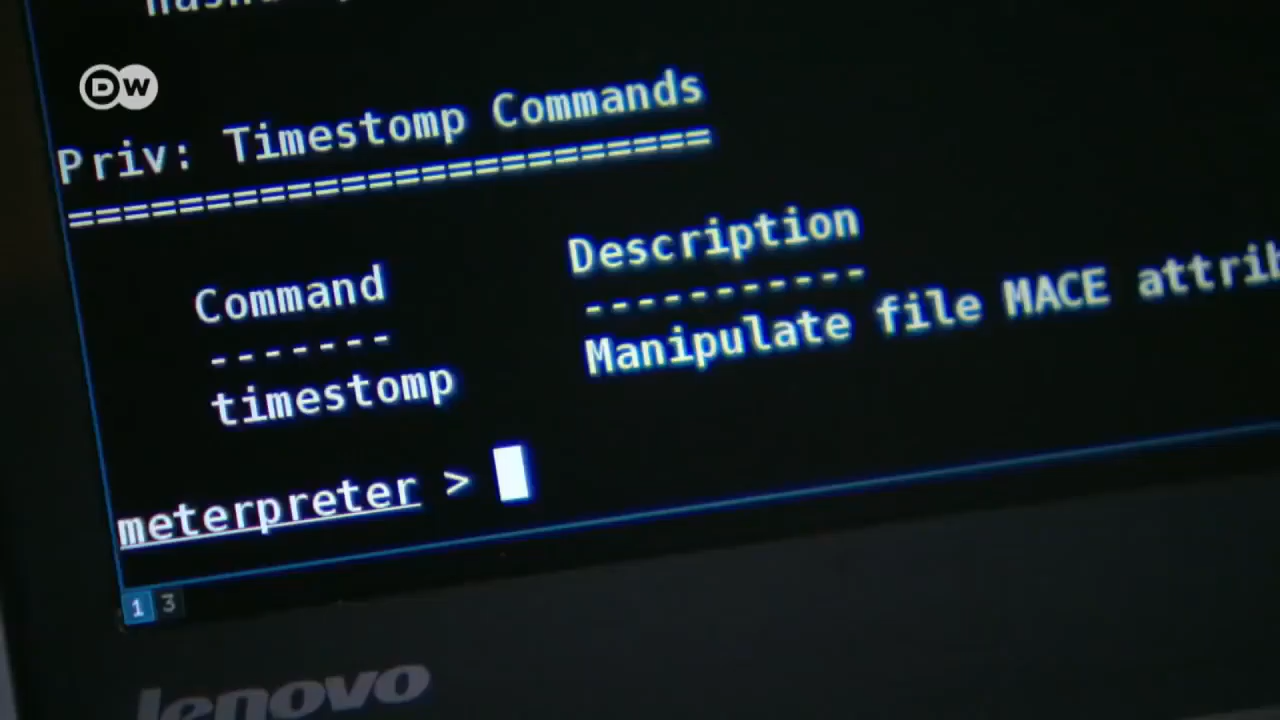 DW
Priv: Timestomp Commands
========================
Command Description
------- -----------
timestomp Manipulate file MACE
meterpreter >
1 3
lenovo